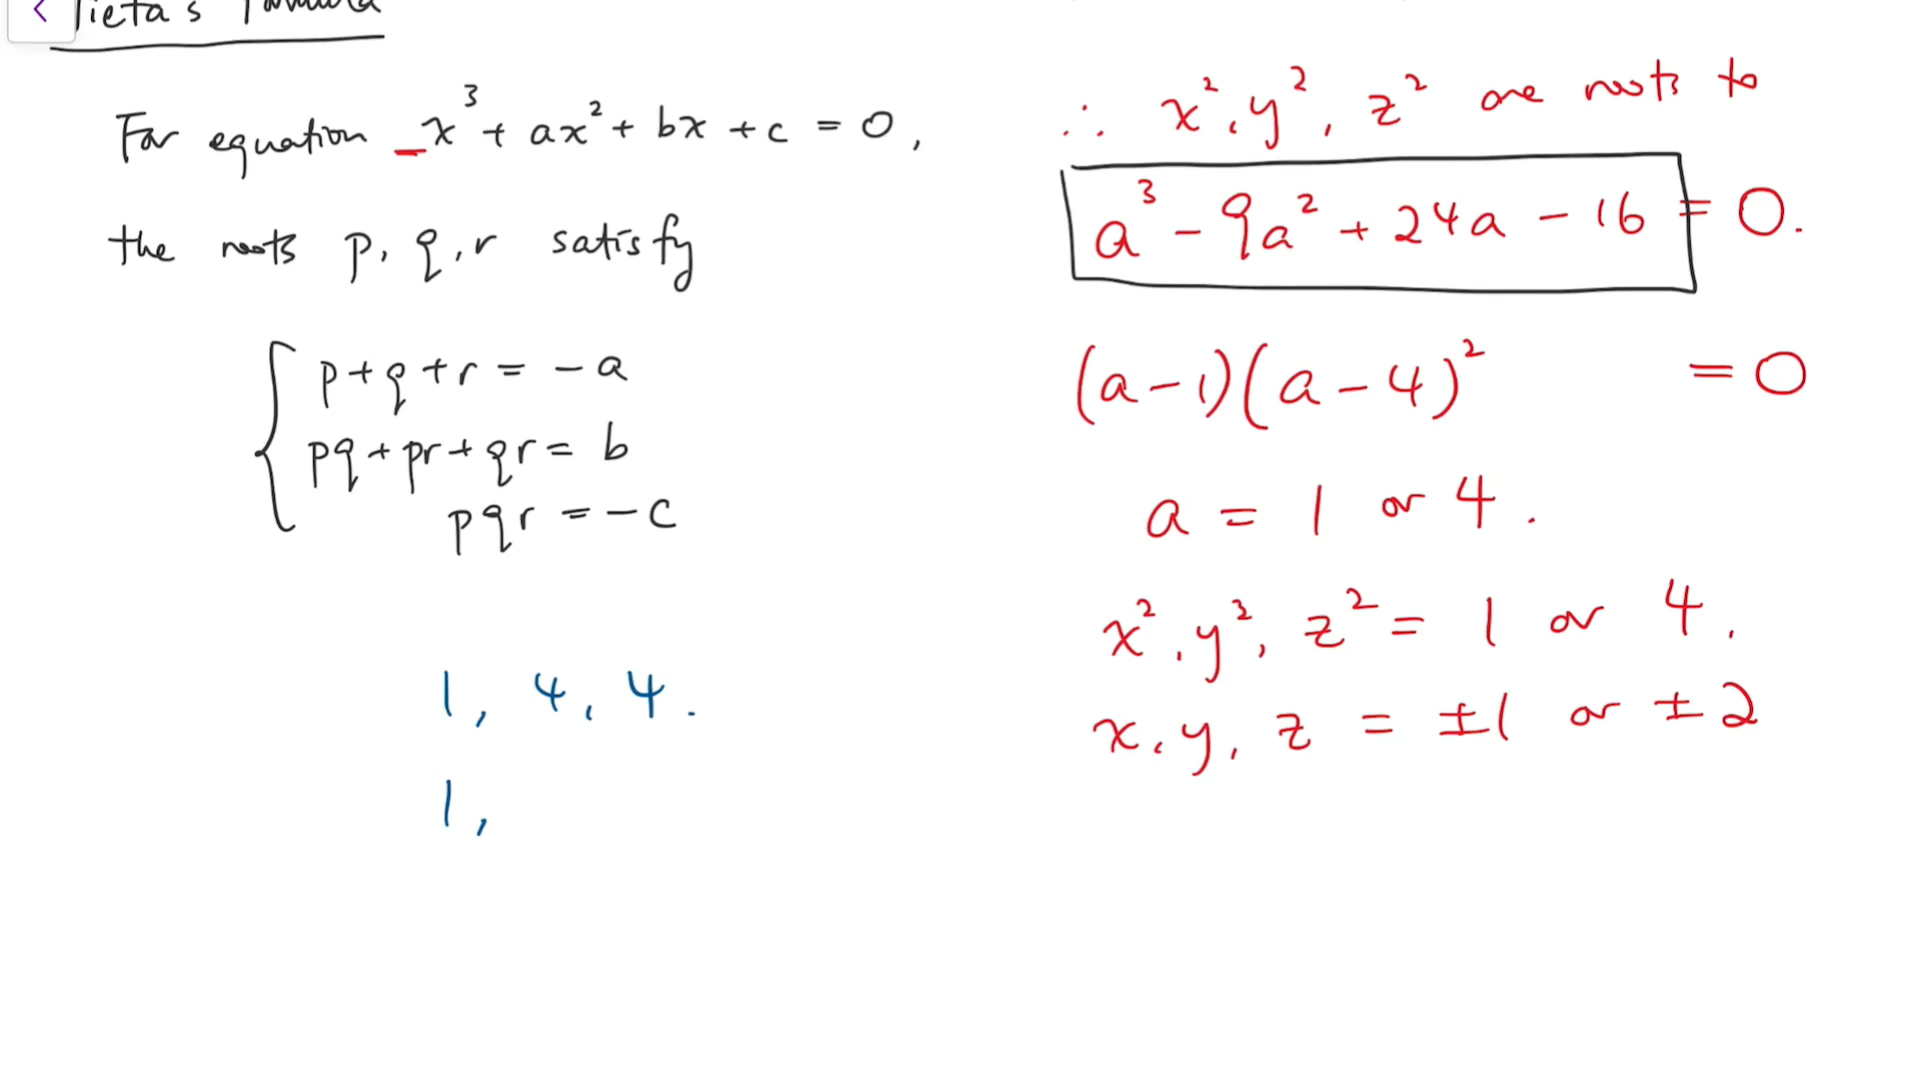 For equation x³ + ax² + bx + c = 0,
the roots p, q, r satisfy
p + q + r = - a
pq + pr + qr = b
pqr = - c
1, 4, 4.
1,
∴ x², y², z² are roots to
a³ - 9a² + 24a - 16 = 0.
(a - 1)(a - 4)² = 0
a = 1 or 4.
x², y², z² = 1 or 4.
x, y, z = ±1 or ±2